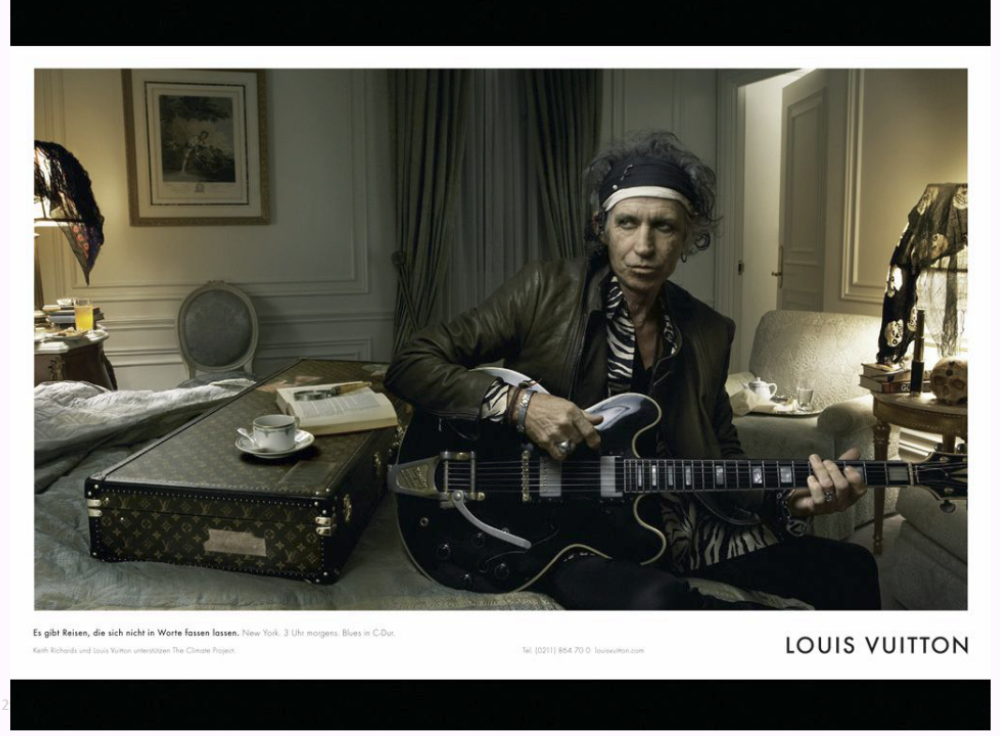 Es gibt Reisen, die sich nicht in Worte fassen lassen. New York. 3 Uhr morgens. Blues in C-Dur.
Keith Richards und Louis Vuitton unterstützen The Climate Project.
Tel. (0211) 864 70 0 louisvuitton.com
LOUIS VUITTON
2